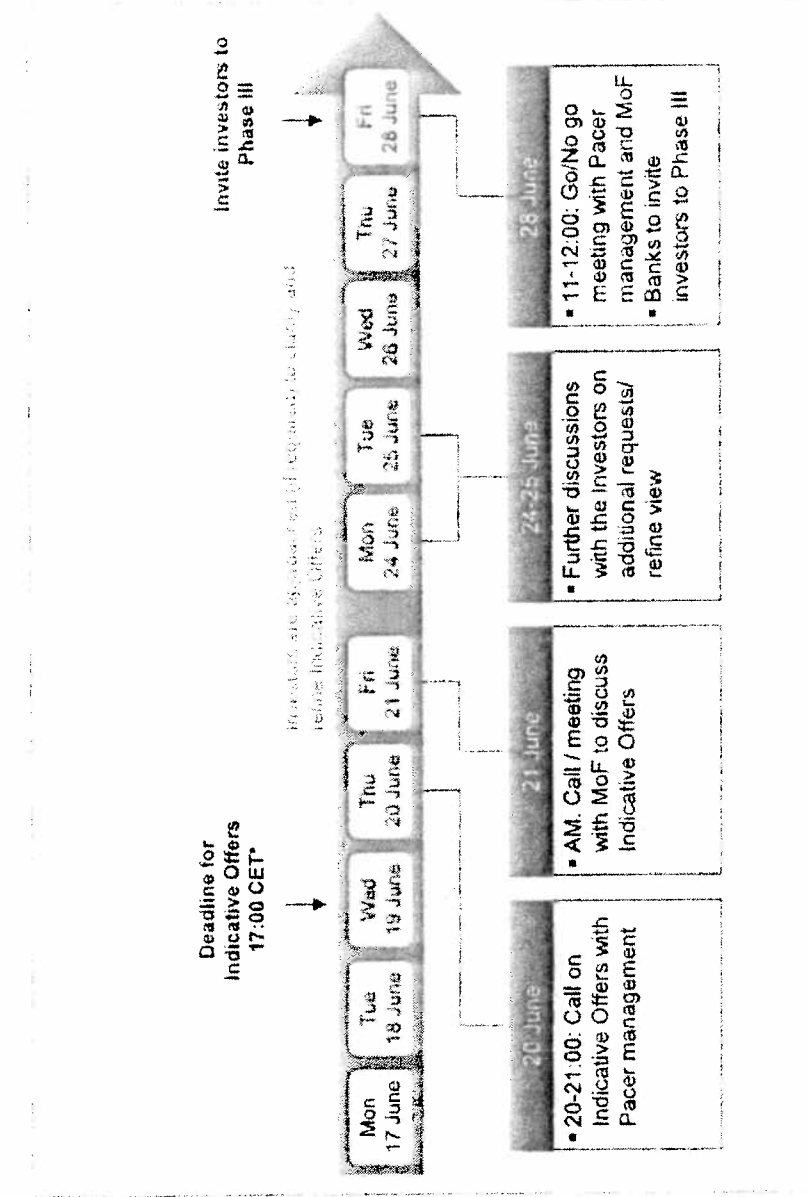 Deadline for
Indicative Offers
17:00 CET*
Invite investors to
Phase III
refine Indicative Offers
Mon
17 June
Tue
18 June
Wed
19 June
Thu
20 June
Fri
21 June
Mon
24 June
Tue
25 June
Wed
26 June
Thu
27 June
Fri
28 June
20 June
▪ 20-21:00: Call on
Indicative Offers with
Pacer management
21 June
▪ AM. Call / meeting
with MoF to discuss
Indicative Offers
24-25 June
▪ Further discussions
with the Investors on
additional requests/
refine view
28 June
▪ 11-12:00: Go/No go
meeting with Pacer
management and MoF
▪ Banks to invite
investors to Phase III